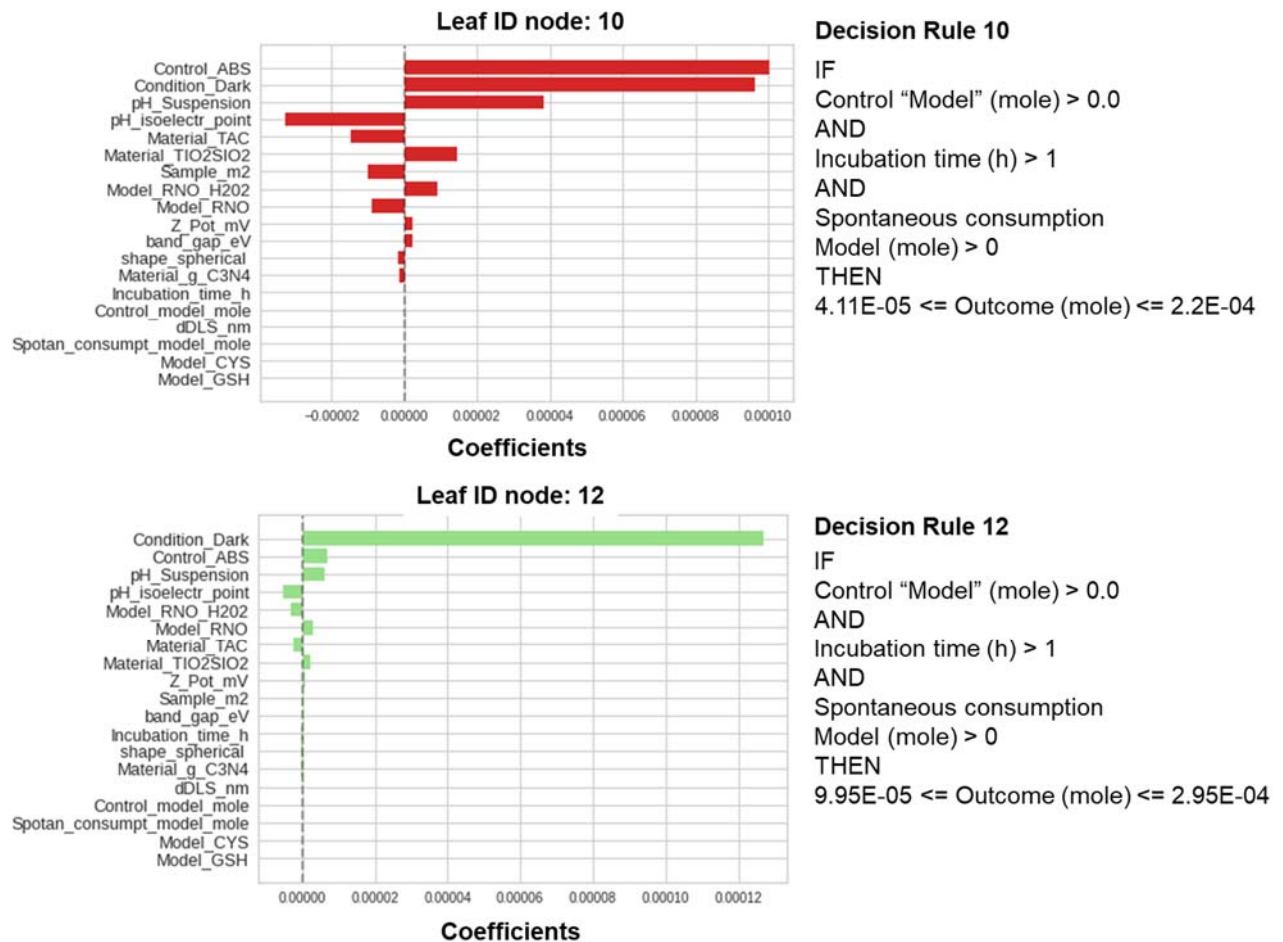 Leaf ID node: 10
Control_ABS
Condition_Dark
pH_Suspension
pH_isoelectr_point
Material_TAC
Material_TIO2SIO2
Sample_m2
Model_RNO_H202
Model_RNO
Z_Pot_mV
band_gap_eV
shape_spherical
Material_g_C3N4
Incubation_time_h
Control_model_mole
dDLS_nm
Spotan_consumpt_model_mole
Model_CYS
Model_GSH
−0.00002 0.00000 0.00002 0.00004 0.00006 0.00008 0.00010
Coefficients
Decision Rule 10
IF
Control “Model” (mole) > 0.0
AND
Incubation time (h) > 1
AND
Spontaneous consumption
Model (mole) > 0
THEN
4.11E-05 <= Outcome (mole) <= 2.2E-04
Leaf ID node: 12
Condition_Dark
Control_ABS
pH_Suspension
pH_isoelectr_point
Model_RNO_H202
Model_RNO
Material_TAC
Material_TIO2SIO2
Z_Pot_mV
Sample_m2
band_gap_eV
Incubation_time_h
shape_spherical
Material_g_C3N4
dDLS_nm
Control_model_mole
Spotan_consumpt_model_mole
Model_CYS
Model_GSH
0.00000 0.00002 0.00004 0.00006 0.00008 0.00010 0.00012
Coefficients
Decision Rule 12
IF
Control “Model” (mole) > 0.0
AND
Incubation time (h) > 1
AND
Spontaneous consumption
Model (mole) > 0
THEN
9.95E-05 <= Outcome (mole) <= 2.95E-04